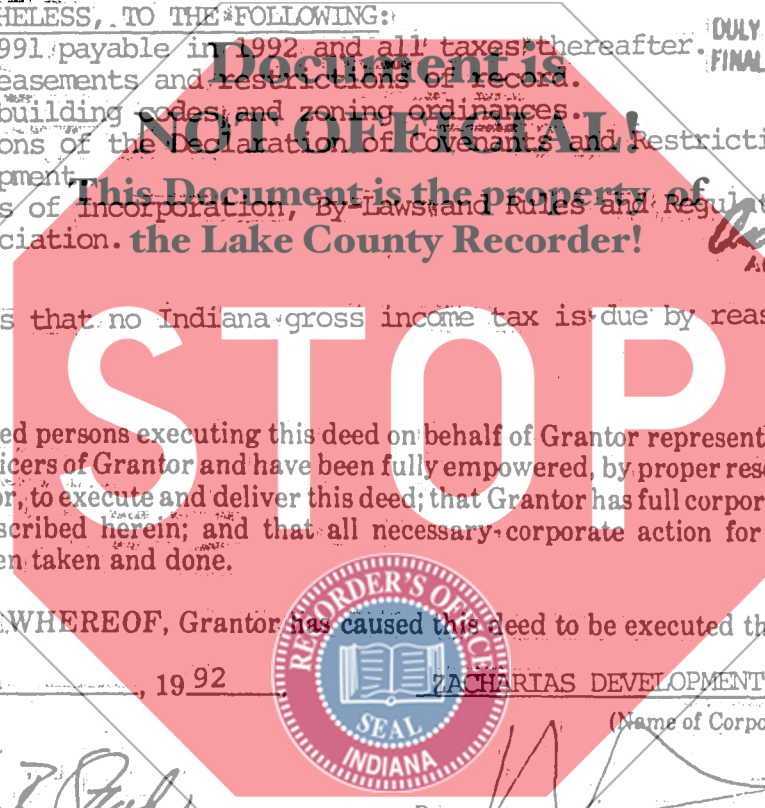 HELESS, TO THE FOLLOWING:
991 payable in 1992 and all taxes thereafter.
DULY
FINAL
Document is
easements and restrictions of record.
building codes and zoning ordinances.
NOT OFFICIAL!
ons of the Declaration of Covenants and Restricti
pment
This Document is the property of
s of Incorporation, By-Laws and Rules and Regulat
ciation.
the Lake County Recorder!
s that no Indiana gross income tax is due by reas
STOP
ed persons executing this deed on behalf of Grantor represent
icers of Grantor and have been fully empowered, by proper reso
or, to execute and deliver this deed; that Grantor has full corpor
scribed herein; and that all necessary corporate action for
en taken and done.
WHEREOF, Grantor has caused this deed to be executed th
, 19 92
ZACHARIAS DEVELOPMENT
(Name of Corpo
RECORDER'S OFFICE
SEAL
INDIANA